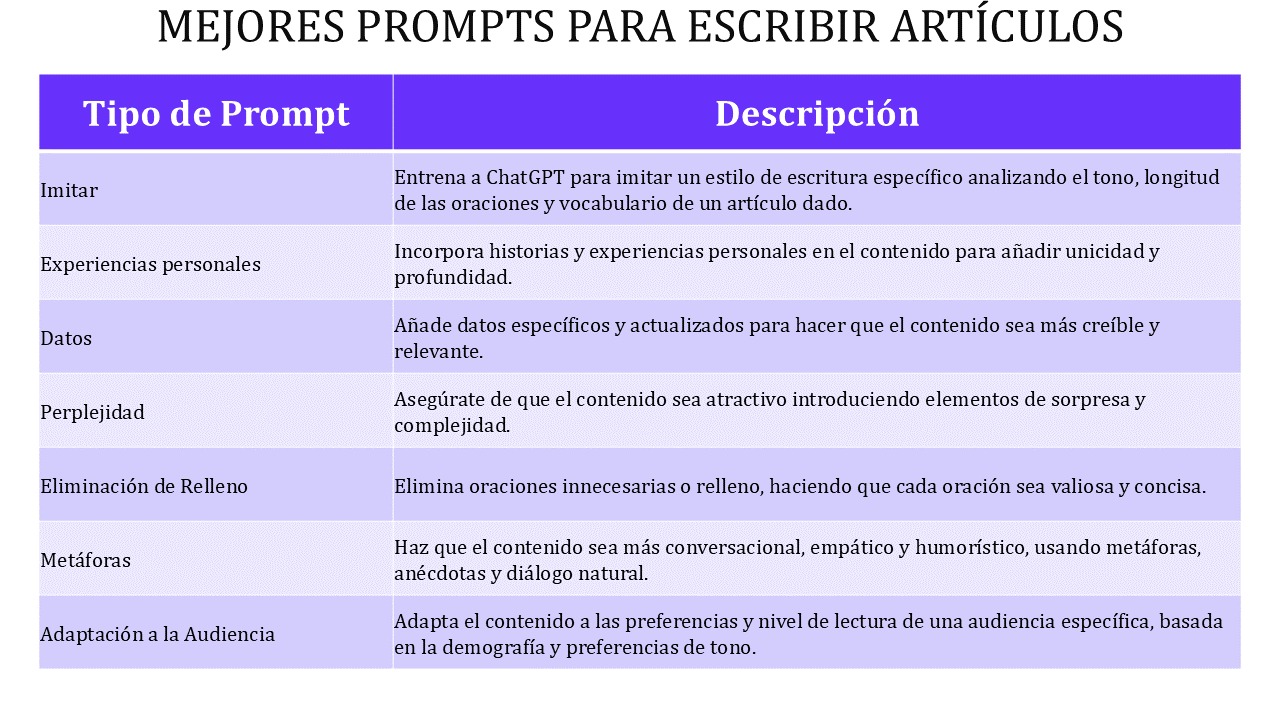 MEJORES PROMPTS PARA ESCRIBIR ARTÍCULOS
Tipo de Prompt
Descripción
Imitar
Entrena a ChatGPT para imitar un estilo de escritura específico analizando el tono, longitud
de las oraciones y vocabulario de un artículo dado.
Experiencias personales
Incorpora historias y experiencias personales en el contenido para añadir unicidad y
profundidad.
Datos
Añade datos específicos y actualizados para hacer que el contenido sea más creíble y
relevante.
Perplejidad
Asegúrate de que el contenido sea atractivo introduciendo elementos de sorpresa y
complejidad.
Eliminación de Relleno
Elimina oraciones innecesarias o relleno, haciendo que cada oración sea valiosa y concisa.
Metáforas
Haz que el contenido sea más conversacional, empático y humorístico, usando metáforas,
anécdotas y diálogo natural.
Adaptación a la Audiencia
Adapta el contenido a las preferencias y nivel de lectura de una audiencia específica, basada
en la demografía y preferencias de tono.